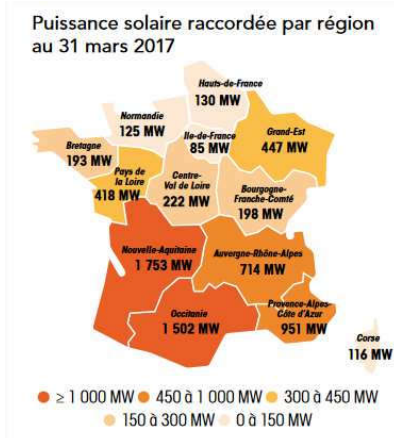 Puissance solaire raccordée par région
au 31 mars 2017
Hauts-de-France
130 MW
Normandie
125 MW
Ile-de-France
85 MW
Grand-Est
447 MW
Bretagne
193 MW
Pays de
la Loire
418 MW
Centre-
Val de Loire
222 MW
Bourgogne-
Franche-Comté
198 MW
Nouvelle-Aquitaine
1 753 MW
Auvergne-Rhône-Alpes
714 MW
Occitanie
1 502 MW
Provence-Alpes-
Côte d'Azur
951 MW
Corse
116 MW
≥ 1 000 MW 450 à 1 000 MW 300 à 450 MW
150 à 300 MW 0 à 150 MW